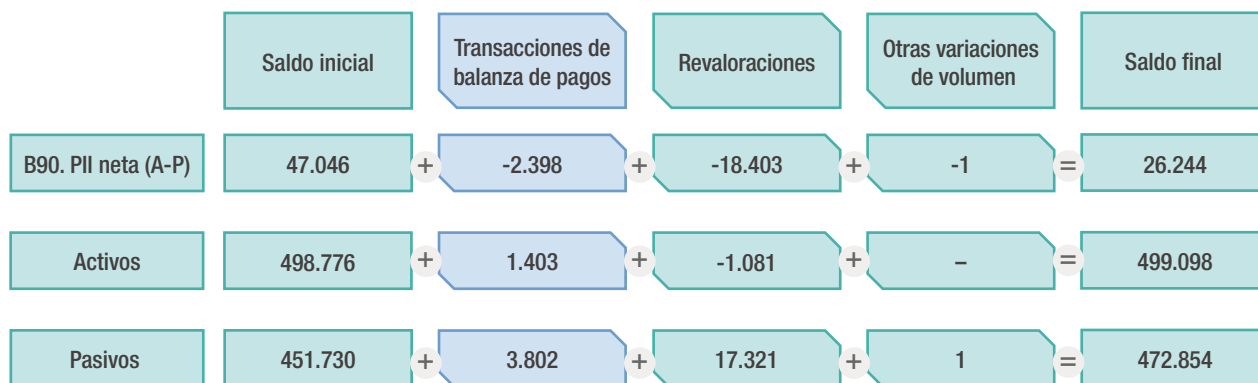 Saldo inicial
Transacciones de
balanza de pagos
Revaloraciones
Otras variaciones
de volumen
Saldo final
B90. PII neta (A-P) 47.046 + -2.398 + -18.403 + -1 = 26.244
Activos 498.776 + 1.403 + -1.081 + – = 499.098
Pasivos 451.730 + 3.802 + 17.321 + 1 = 472.854